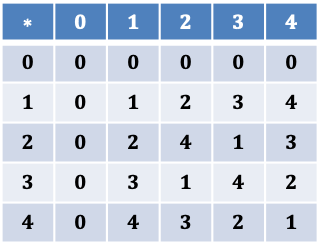 * 0 1 2 3 4
0 0 0 0 0 0
1 0 1 2 3 4
2 0 2 4 1 3
3 0 3 1 4 2
4 0 4 3 2 1